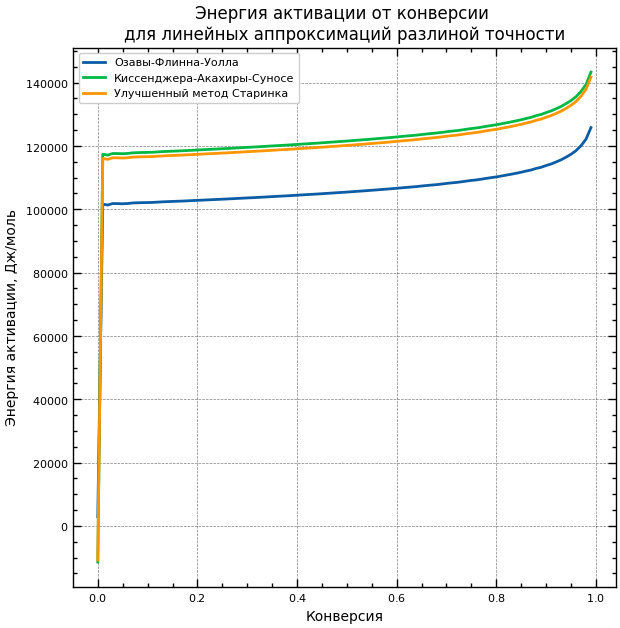 Энергия активации от конверсии
для линейных аппроксимаций разлиной точности
Озавы-Флинна-Уолла
Киссенджера-Акахиры-Суносе
Улучшенный метод Старинка
140000
120000
100000
80000
60000
40000
20000
0
Энергия активации, Дж/моль
0.0 0.2 0.4 0.6 0.8 1.0
Конверсия